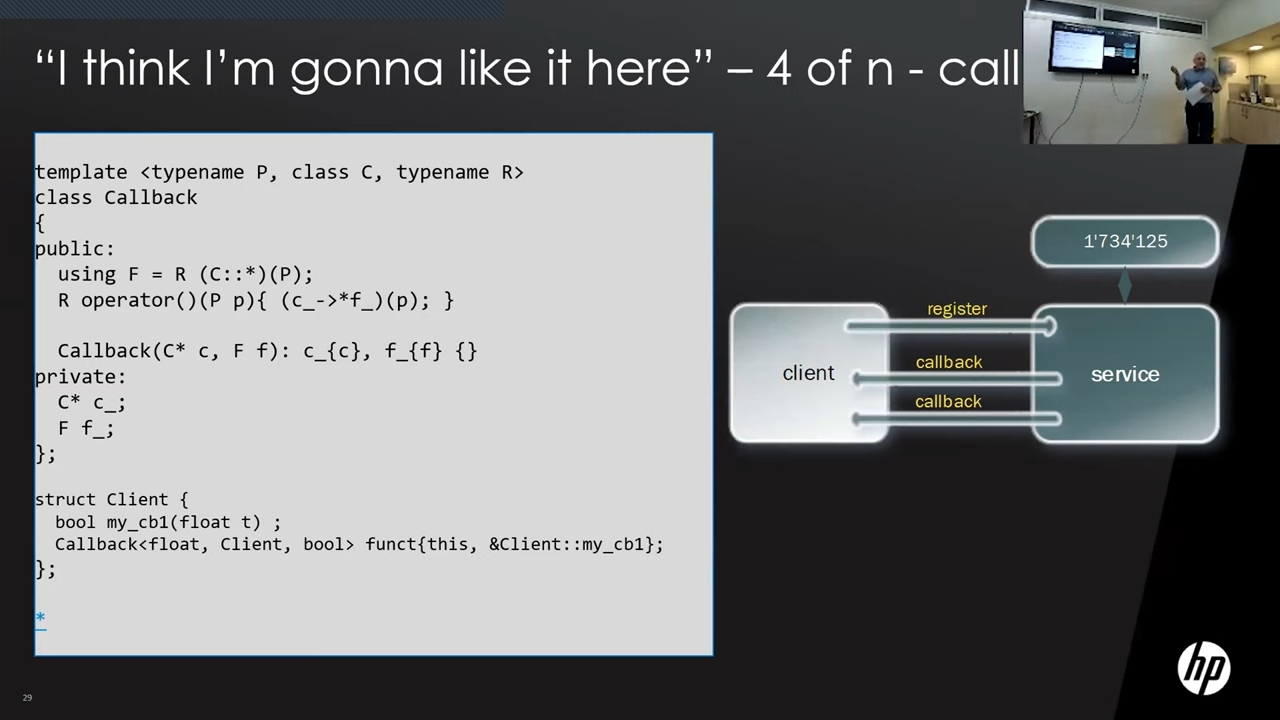 “I think I’m gonna like it here” – 4 of n - call
template <typename P, class C, typename R>
class Callback
{
public:
  using F = R (C::*)(P);
  R operator()(P p){ (c_->*f_)(p); }
  Callback(C* c, F f): c_{c}, f_{f} {}
private:
  C* c_;
  F f_;
};
struct Client {
  bool my_cb1(float t) ;
  Callback<float, Client, bool> funct{this, &Client::my_cb1};
};
*
1'734'125
register
client
callback
service
callback
hp
29